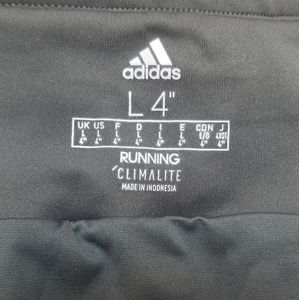 adidas
L 4"
UK US F D I E CDN J
L L L L L L L/G
4" 4" 4" 4" 4" 4" 4" 4"
RUNNING
CLIMALITE
MADE IN INDONESIA